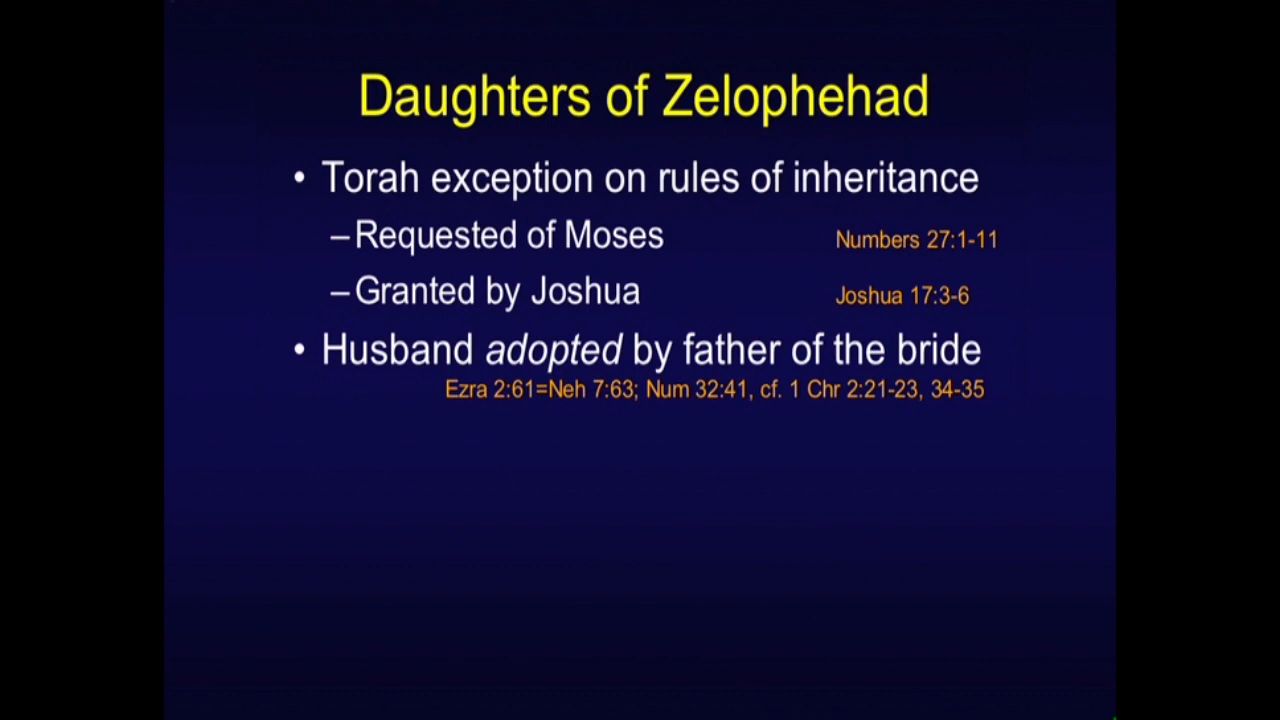 Daughters of Zelophehad
• Torah exception on rules of inheritance
–Requested of Moses Numbers 27:1-11
–Granted by Joshua Joshua 17:3-6
• Husband adopted by father of the bride
Ezra 2:61=Neh 7:63; Num 32:41, cf. 1 Chr 2:21-23, 34-35